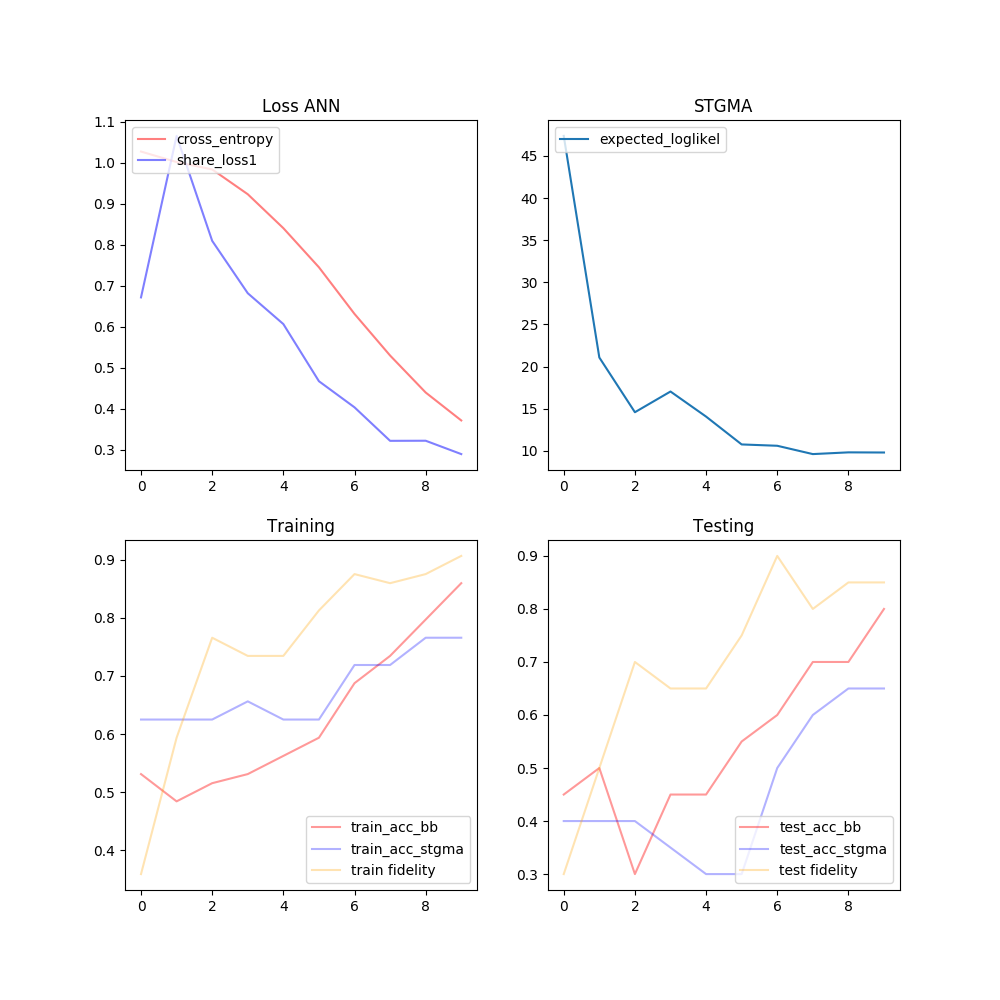 Loss ANN
1.1
1.0
0.9
0.8
0.7
0.6
0.5
0.4
0.3
cross_entropy
share_loss1
0 2 4 6 8
STGMA
45
40
35
30
25
20
15
10
expected_loglikel
0 2 4 6 8
Training
0.9
0.8
0.7
0.6
0.5
0.4
train_acc_bb
train_acc_stgma
train fidelity
0 2 4 6 8
Testing
0.9
0.8
0.7
0.6
0.5
0.4
0.3
test_acc_bb
test_acc_stgma
test fidelity
0 2 4 6 8